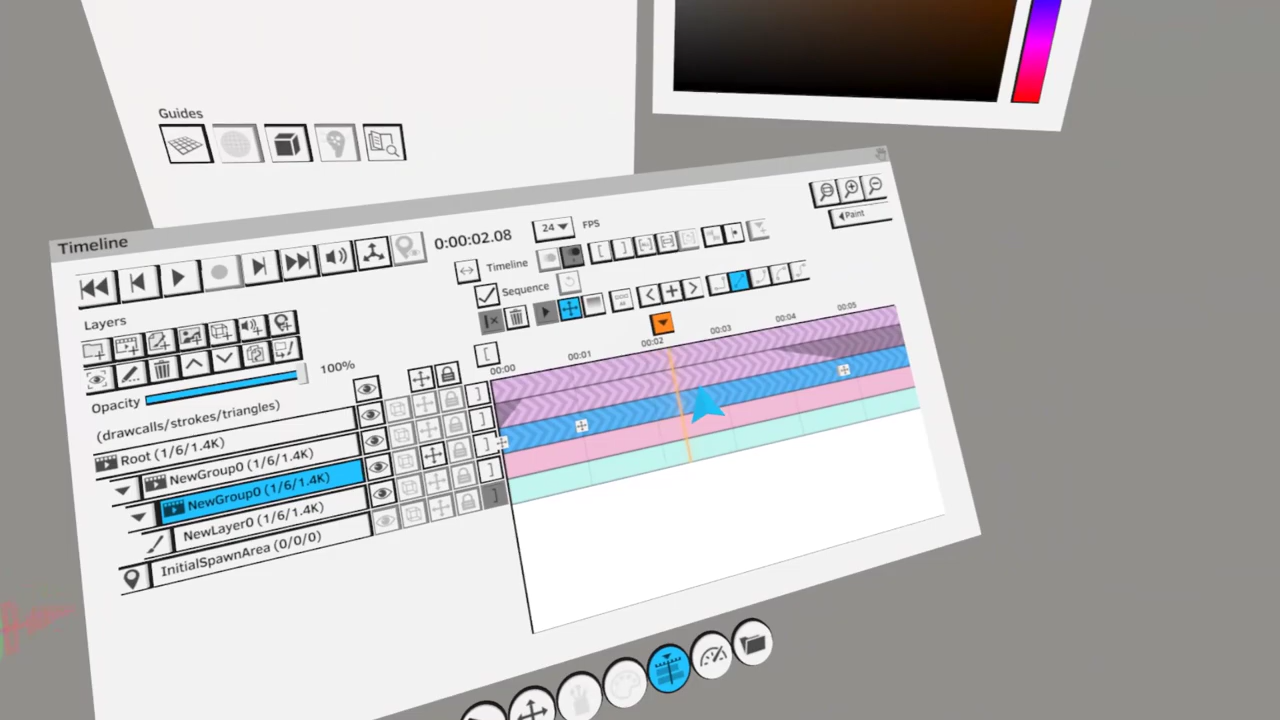 Guides
Timeline
0:00:02.08
24 FPS
Paint
Timeline
Sequence
Layers
100%
Opacity
(drawcalls/strokes/triangles)
00:00
00:01
00:02
00:03
00:04
00:05
Root (1/6/1.4K)
NewGroup0 (1/6/1.4K)
NewGroup0 (1/6/1.4K)
NewLayer0 (1/6/1.4K)
InitialSpawnArea (0/0/0)